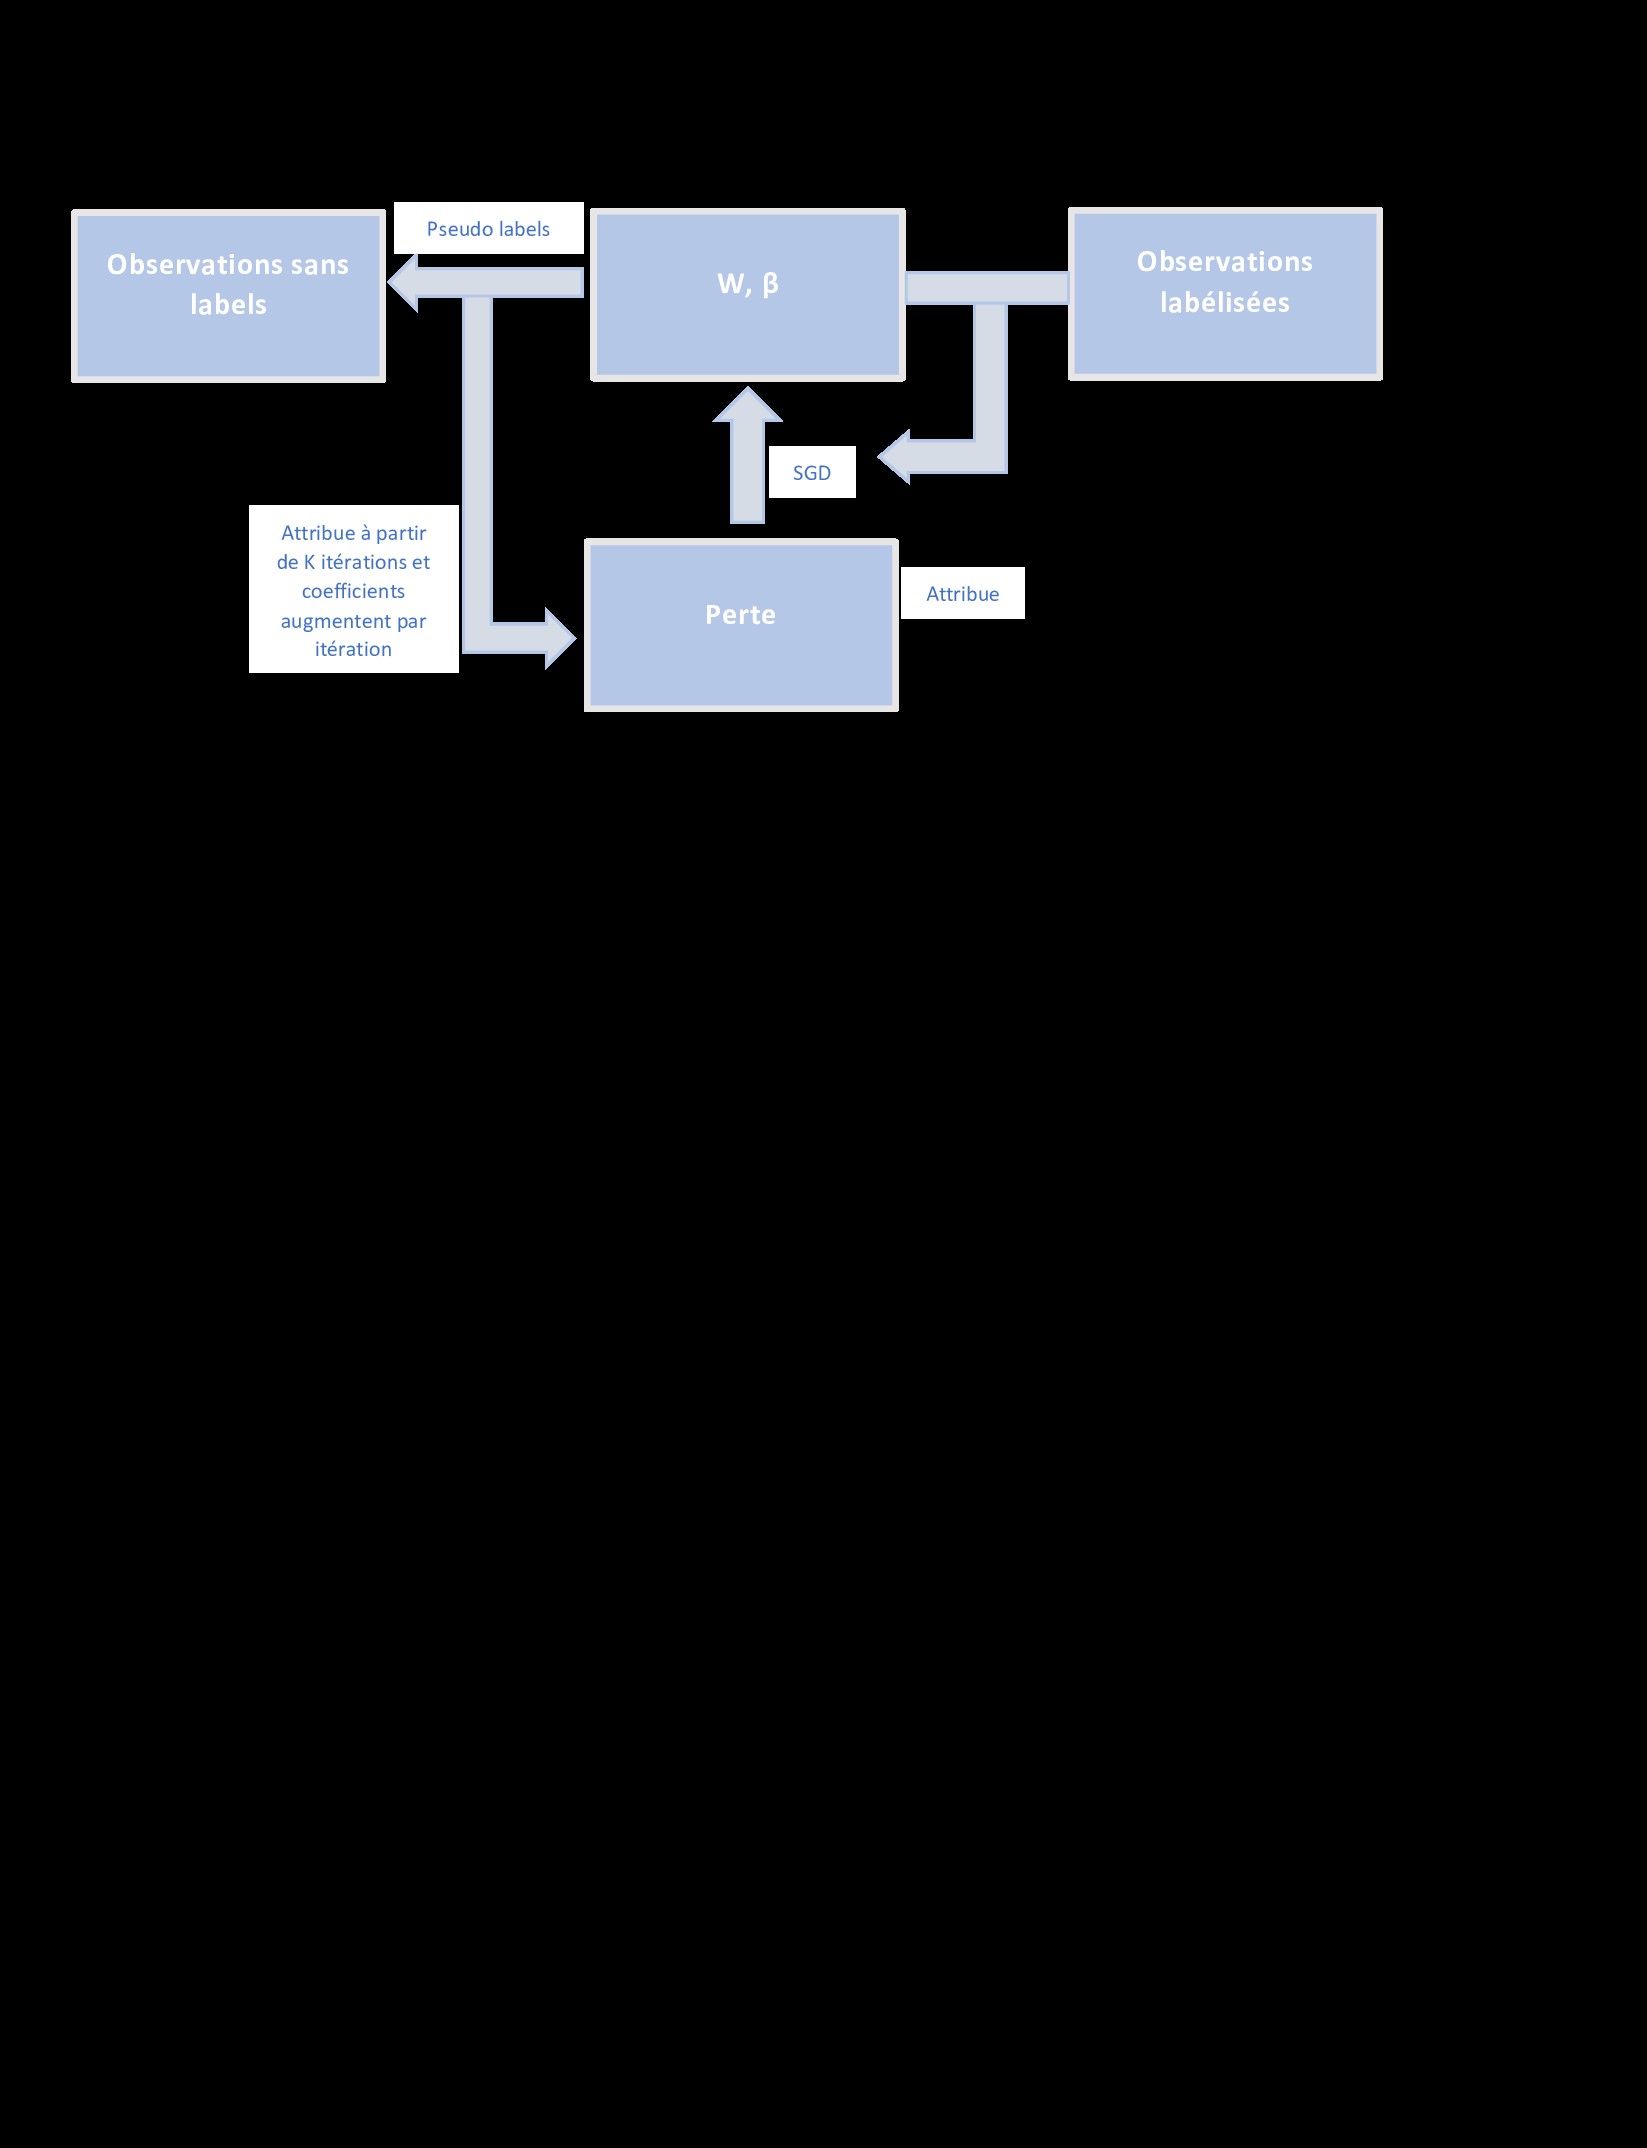 Observations sans
labels
Pseudo labels
W, β
Observations
labélisées
SGD
Attribue à partir
de K itérations et
coefficients
augmentent par
itération
Perte
Attribue